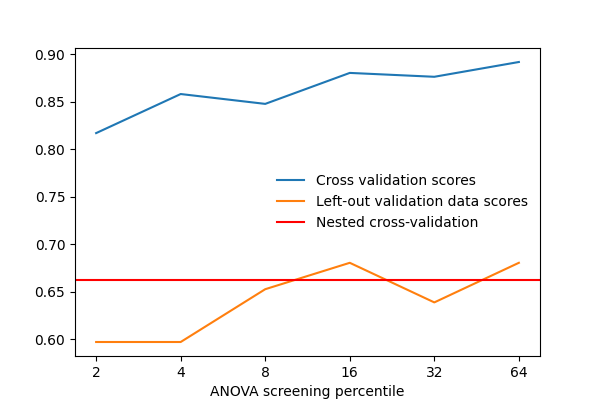 0.90
0.85
0.80
0.75
0.70
0.65
0.60
Cross validation scores
Left-out validation data scores
Nested cross-validation
2 4 8 16 32 64
ANOVA screening percentile